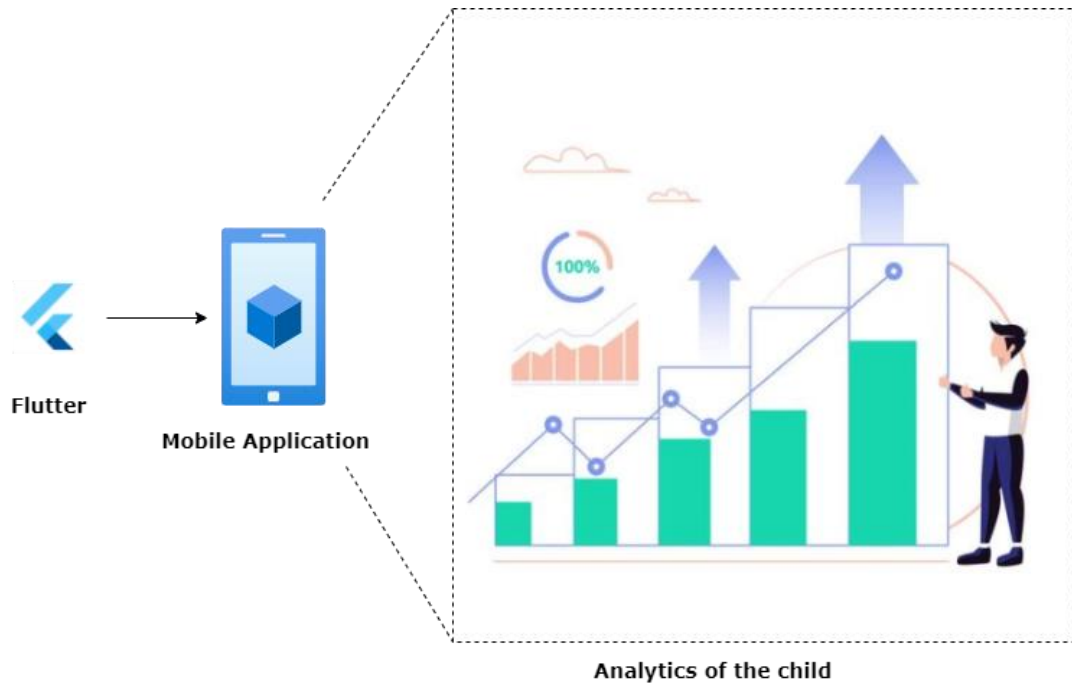 100%
Flutter
Mobile Application
Analytics of the child